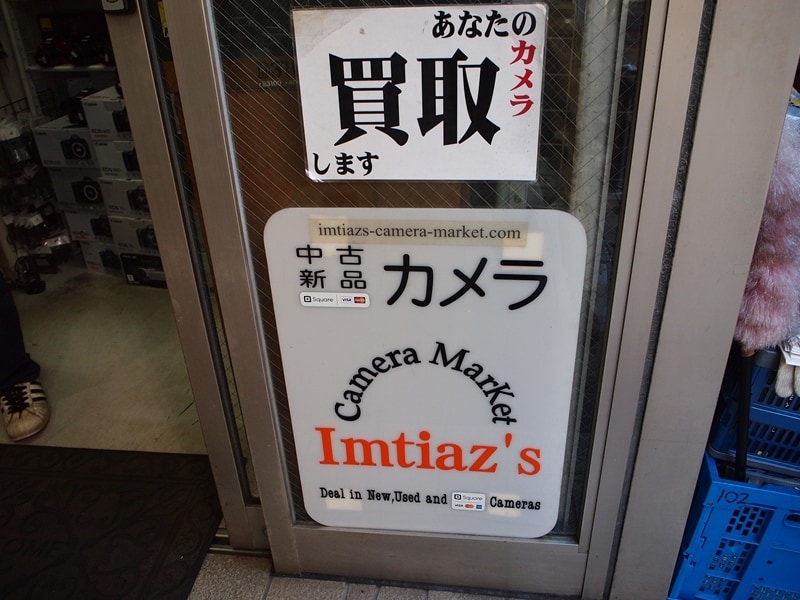 あなたの
カメラ
買取
します
imtiazs-camera-market.com
中古
新品
カメラ
Square VISA
Camera Market
Imtiaz's
Deal in New,Used and
Square
VISA
Cameras
102